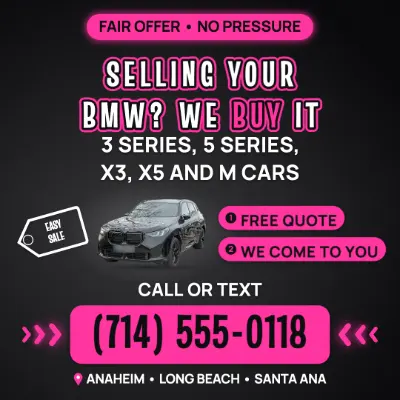 FAIR OFFER • NO PRESSURE
SELLING YOUR
BMW? WE BUY IT
3 SERIES, 5 SERIES,
X3, X5 AND M CARS
EASY
SALE
1 FREE QUOTE
2 WE COME TO YOU
CALL OR TEXT
(714) 555-0118
ANAHEIM • LONG BEACH • SANTA ANA